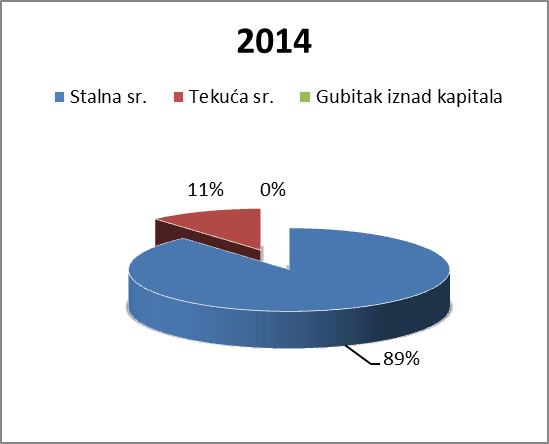 2014
Stalna sr. Tekuća sr. Gubitak iznad kapitala
11% 0%
89%